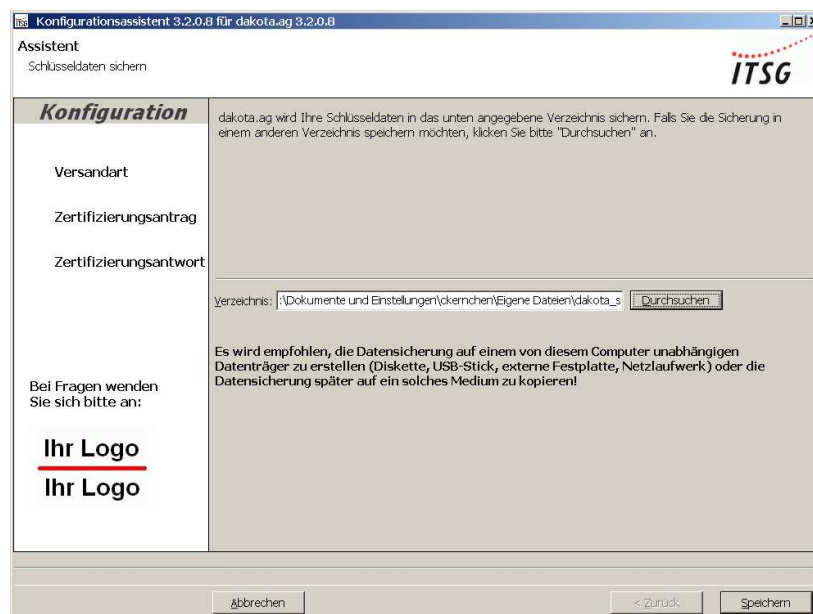 Konfigurationsassistent 3.2.0.8 für dakota.ag 3.2.0.8
Assistent
Schlüsseldaten sichern
ITSG
Konfiguration
Versandart
Zertifizierungsantrag
Zertifizierungsantwort
Bei Fragen wenden
Sie sich bitte an:
Ihr Logo
Ihr Logo
dakota.ag wird Ihre Schlüsseldaten in das unten angegebene Verzeichnis sichern. Falls Sie die Sicherung in
einem anderen Verzeichnis speichern möchten, klicken Sie bitte "Durchsuchen" an.
Verzeichnis: :\Dokumente und Einstellungen\ckernchen\Eigene Dateien\dakota_s Durchsuchen
Es wird empfohlen, die Datensicherung auf einem von diesem Computer unabhängigen
Datenträger zu erstellen (Diskette, USB-Stick, externe Festplatte, Netzlaufwerk) oder die
Datensicherung später auf ein solches Medium zu kopieren!
Abbrechen
< Zurück
Speichern